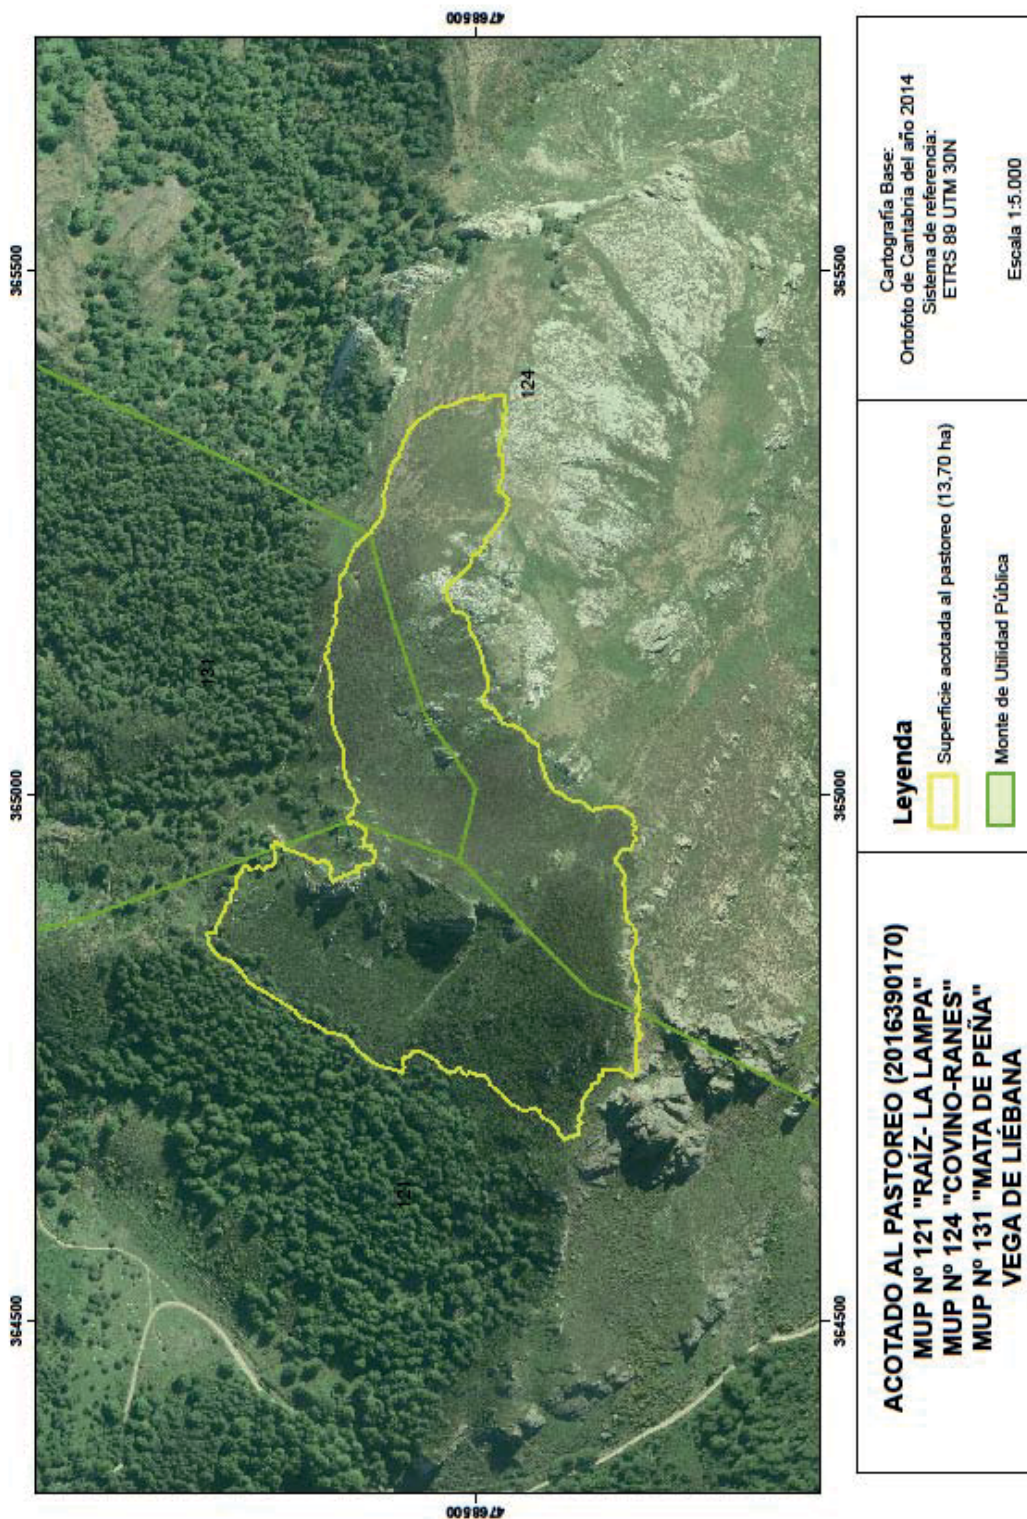 364500
365000
365500
4768500
4768500
131
121
124
364500
365000
365500
ACOTADO AL PASTOREO (2016390170)
MUP Nº 121 "RAÍZ- LA LAMPA"
MUP Nº 124 "COVINO-RANES"
MUP Nº 131 "MATA DE PEÑA"
VEGA DE LIÉBANA
Leyenda
Superficie acotada al pastoreo (13,70 ha)
Monte de Utilidad Pública
Cartografía Base:
Ortofoto de Cantabria del año 2014
Sistema de referencia:
ETRS 89 UTM 30N
Escala 1:5.000